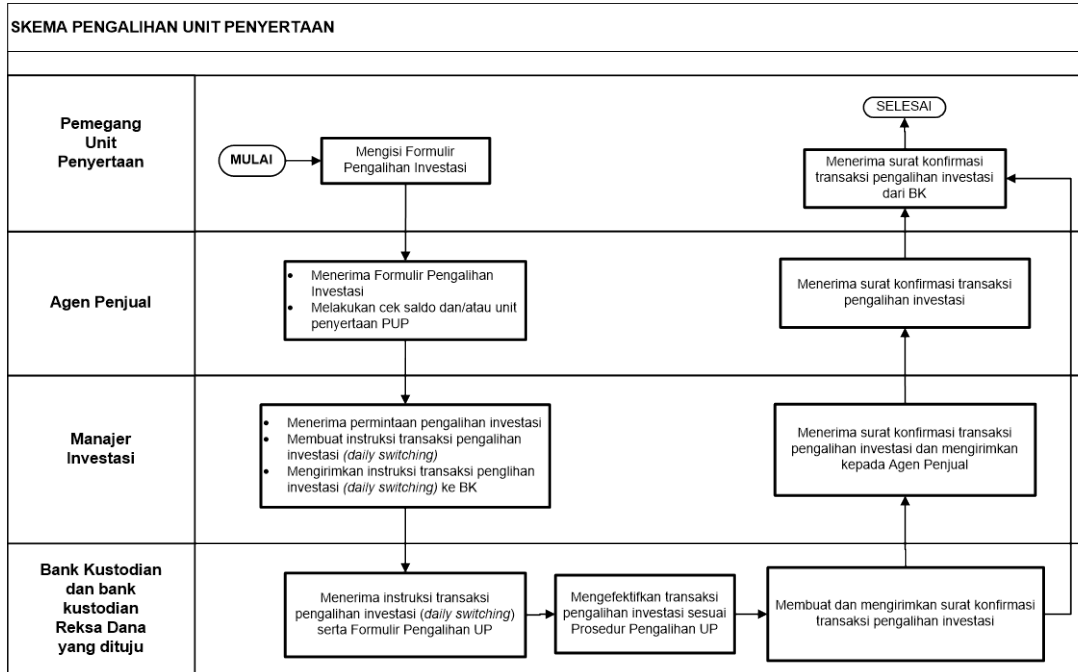 SKEMA PENGALIHAN UNIT PENYERTAAN
Pemegang
Unit
Penyertaan
MULAI
Mengisi Formulir
Pengalihan Investasi
SELESAI
Menerima surat konfirmasi
transaksi pengalihan investasi
dari BK
Agen Penjual
• Menerima Formulir Pengalihan
Investasi
• Melakukan cek saldo dan/atau unit
penyertaan PUP
Menerima surat konfirmasi transaksi
pengalihan investasi
Manajer
Investasi
• Menerima permintaan pengalihan investasi
• Membuat instruksi transaksi pengalihan
investasi (daily switching)
• Mengirimkan instruksi transaksi penglihan
investasi (daily switching) ke BK
Menerima surat konfirmasi transaksi
pengalihan investasi dan mengirimkan
kepada Agen Penjual
Bank Kustodian
dan bank
kustodian
Reksa Dana
yang dituju
Menerima instruksi transaksi
pengalihan investasi (daily switching)
serta Formulir Pengalihan UP
Mengefektifkan transaksi
pengalihan investasi sesuai
Prosedur Pengalihan UP
Membuat dan mengirimkan surat konfirmasi
transaksi pengalihan investasi